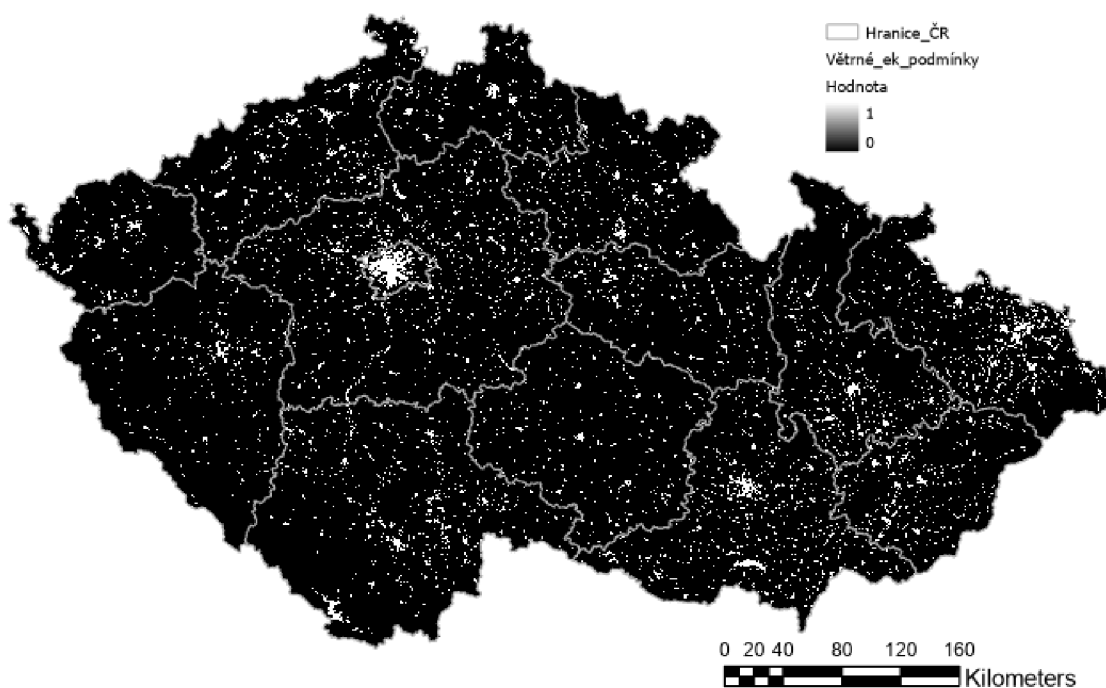 Hranice_ČR
Větrné_ek_podmínky
Hodnota
1
0
0 20 40 80 120 160
Kilometers